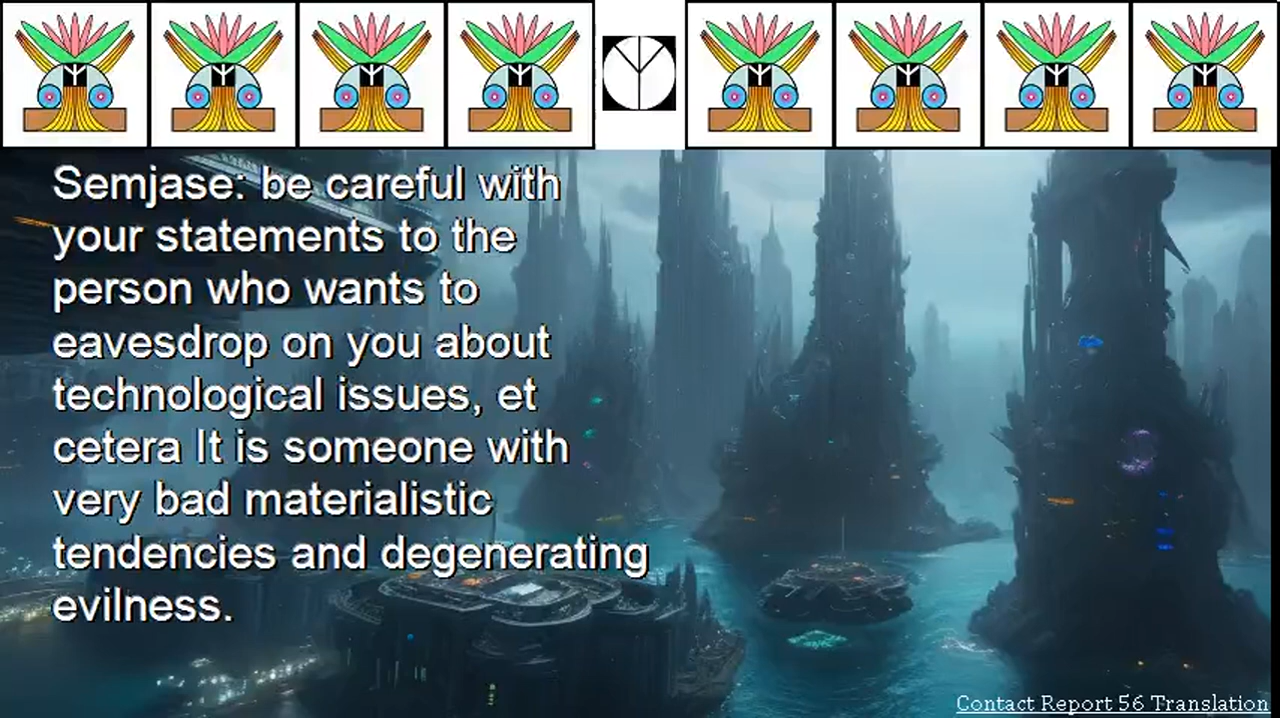 Semjase: be careful with
your statements to the
person who wants to
eavesdrop on you about
technological issues, et
cetera It is someone with
very bad materialistic
tendencies and degenerating
evilness.
Contact Report 56 Translation